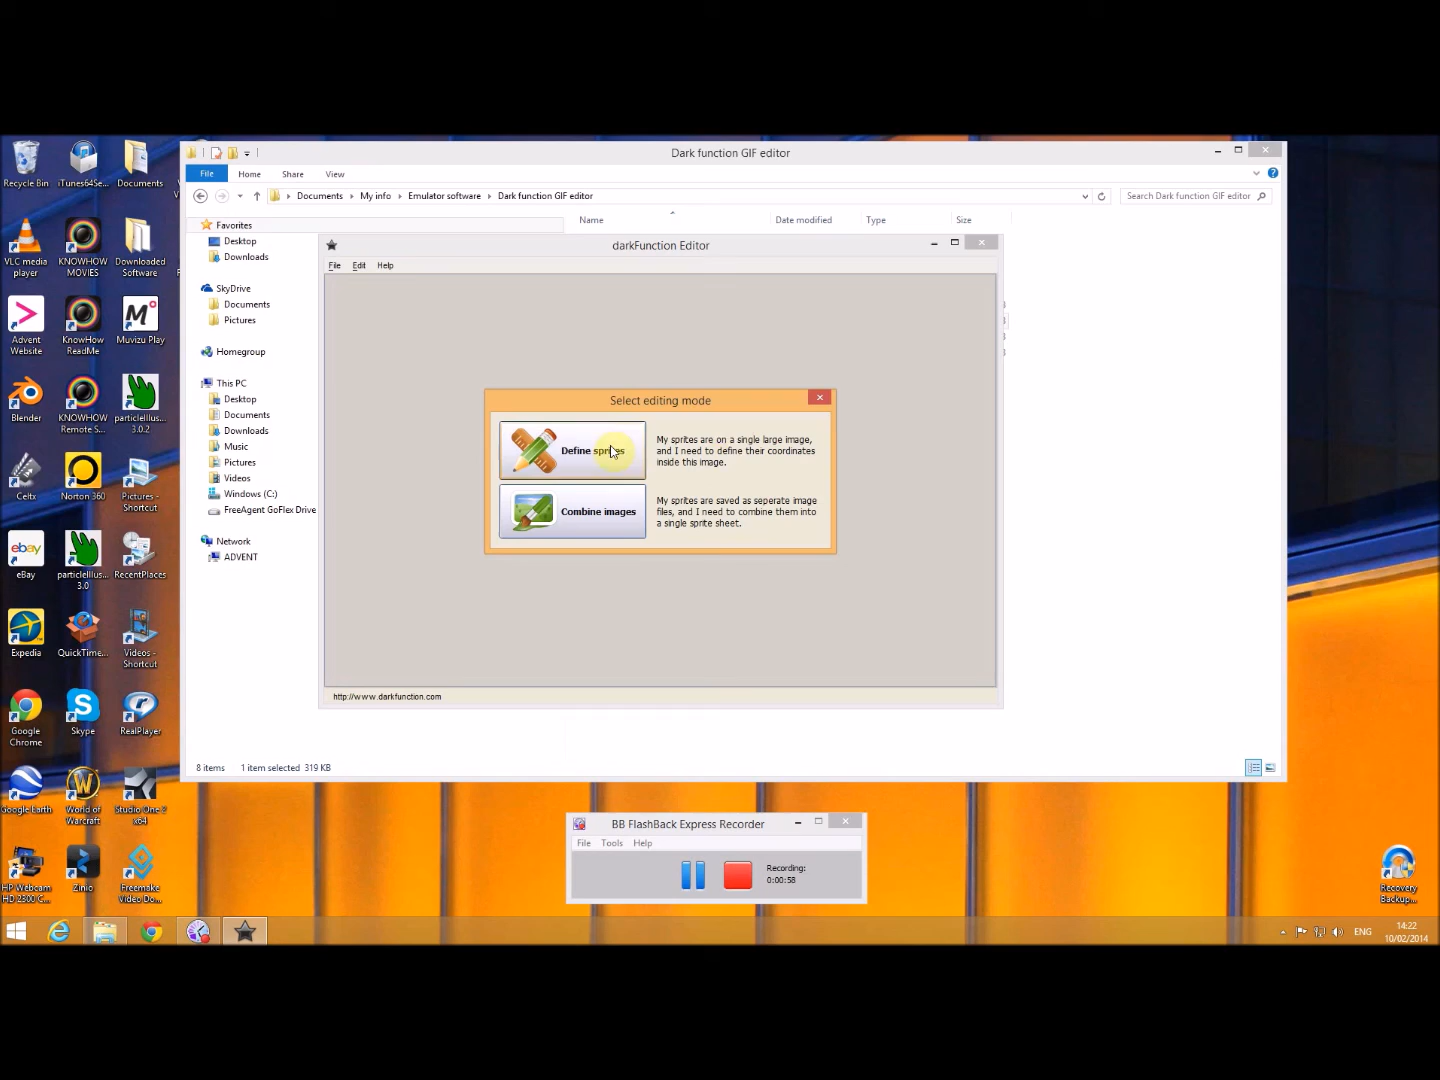 Dark function GIF editor
File Home Share View
Documents My info Emulator software Dark function GIF editor
Search Dark function GIF editor
Name Date modified Type Size
Favorites
Desktop
Downloads
SkyDrive
Documents
Pictures
Homegroup
This PC
Desktop
Documents
Downloads
Music
Pictures
Videos
Windows (C:)
FreeAgent GoFlex Drive
Network
ADVENT
8 items 1 item selected 319 KB
darkFunction Editor
File Edit Help
http://www.darkfunction.com
Select editing mode
Define sprites
My sprites are on a single large image,
and I need to define their coordinates
inside this image.
Combine images
My sprites are saved as seperate image
files, and I need to combine them into
a single sprite sheet.
BB FlashBack Express Recorder
File Tools Help
Recording:
0:00:58
Recycle Bin
iTunes64Se...
Documents
VLC media
player
KNOWHOW
MOVIES
Downloaded
Software
Advent
Website
KnowHow
ReadMe
Muvizu Play
Blender
KNOWHOW
Remote S...
particleIllus...
3.0.2
Celtx
Norton 360
Pictures -
Shortcut
ebay
eBay
particleIllus...
3.0
RecentPlaces
Expedia
QuickTime...
Videos -
Shortcut
Google
Chrome
Skype
RealPlayer
Google Earth
World of
Warcraft
Studio One 2
x64
HP Webcam
HD 2300 C...
Zinio
Freemake
Video Do...
Recovery
Backup...
ENG
14:22
10/02/2014